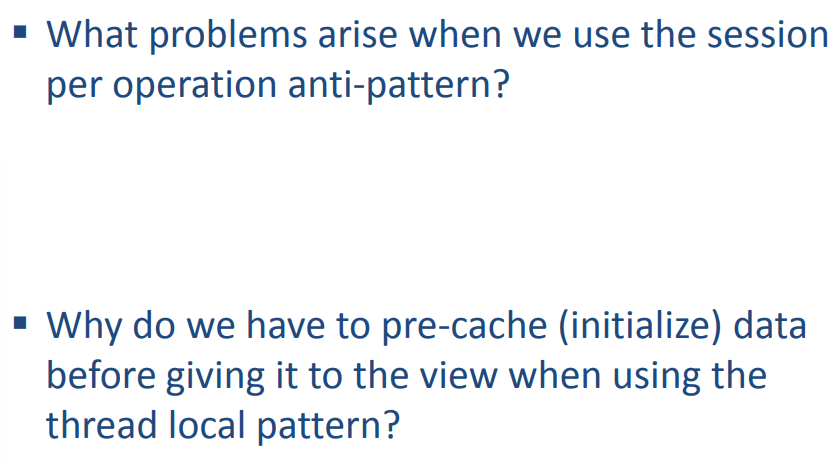 ▪ What problems arise when we use the session
per operation anti-pattern?
▪ Why do we have to pre-cache (initialize) data
before giving it to the view when using the
thread local pattern?